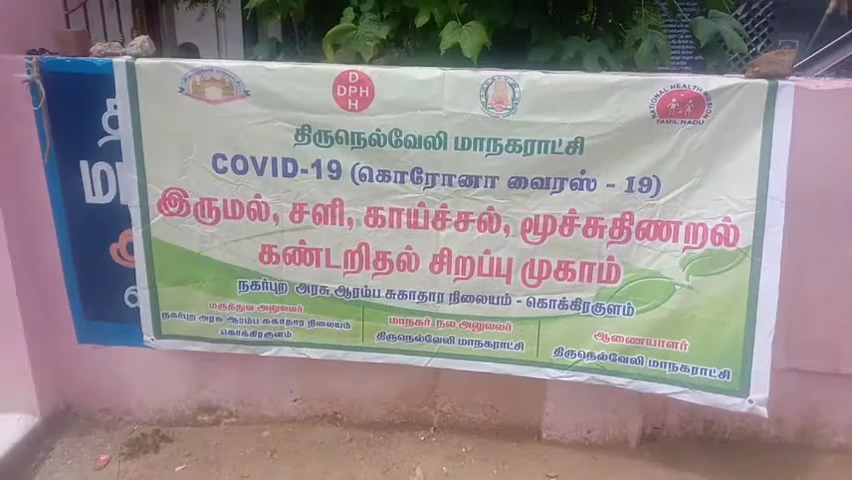 DPH
H
NATIONAL HEALTH MISSION
TAMIL NADU
திருநெல்வேலி மாநகராட்சி
COVID-19 (கொரோனா வைரஸ் - 19)
இருமல், சளி, காய்ச்சல், மூச்சுதிணறல்
கண்டறிதல் சிறப்பு முகாம்
நகர்புற அரசு ஆரம்ப சுகாதார நிலையம் - கொக்கிரகுளம்
மருத்துவ அலுவலர்
நகர்புற அரசு ஆரம்ப சுகாதார நிலையம்
கொக்கிரகுளம்
மாநகர் நல அலுவலர்
திருநெல்வேலி மாநகராட்சி
ஆணையாளர்
திருநெல்வேலி மாநகராட்சி